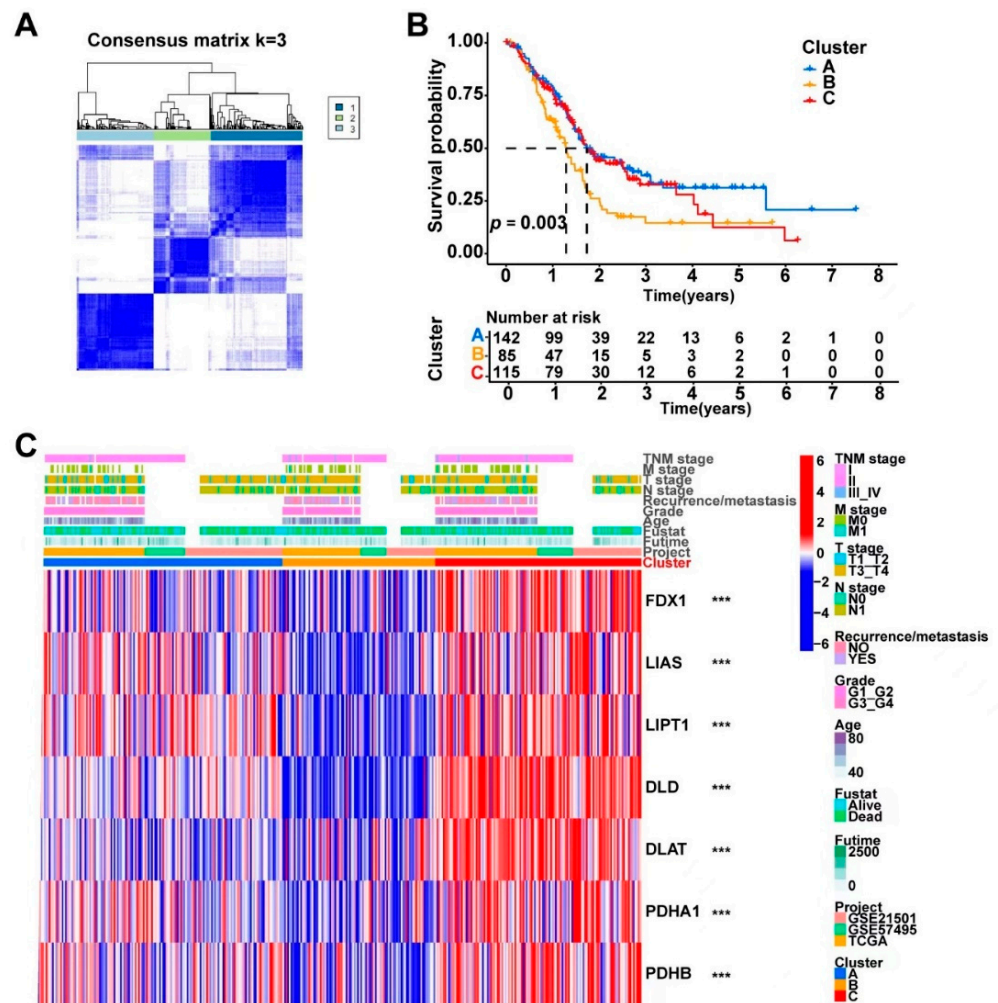 A
Consensus matrix k=3
1
2
3
B
Survival probability
1.00
0.75
0.50
0.25
0.00
p = 0.003
Cluster
A
B
C
0 1 2 3 4 5 6 7 8
Time(years)
Number at risk
Cluster
A 142 99 39 22 13 6 2 1 0
B 85 47 15 5 3 2 0 0 0
C 115 79 30 12 6 2 1 0 0
0 1 2 3 4 5 6 7 8
Time(years)
C
TNM stage
M stage
T stage
N stage
Recurrence/metastasis
Grade
Age
Fustat
Futime
Project
Cluster
FDX1 ***
LIAS ***
LIPT1 ***
DLD ***
DLAT ***
PDHA1 ***
PDHB ***
6
4
2
0
−2
−4
−6
TNM stage
I
II
III_IV
M stage
M0
M1
T stage
T1_T2
T3_T4
N stage
N0
N1
Recurrence/metastasis
NO
YES
Grade
G1_G2
G3_G4
Age
80
40
Fustat
Alive
Dead
Futime
2500
0
Project
GSE21501
GSE57495
TCGA
Cluster
A
B
C